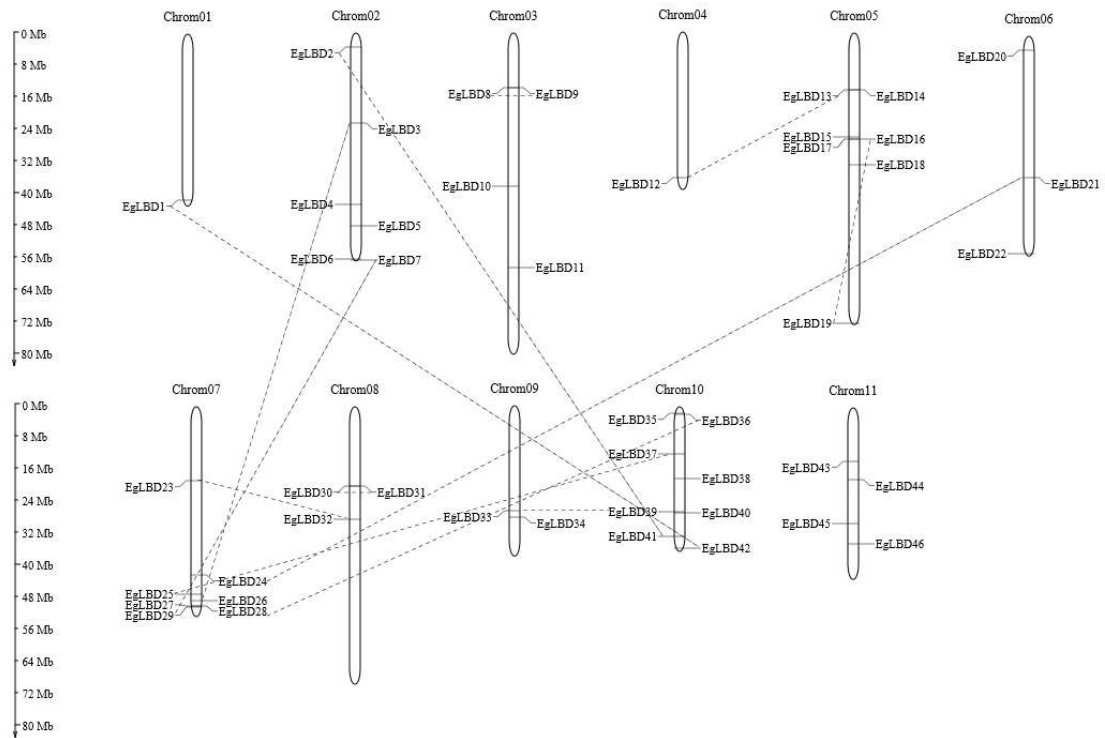 Chrom01 Chrom02 Chrom03 Chrom04 Chrom05 Chrom06
0 Mb
8 Mb
16 Mb
24 Mb
32 Mb
40 Mb
48 Mb
56 Mb
64 Mb
72 Mb
80 Mb
EgLBD1
EgLBD2
EgLBD3
EgLBD4
EgLBD5
EgLBD6 EgLBD7
EgLBD8 EgLBD9
EgLBD10
EgLBD11
EgLBD12
EgLBD13 EgLBD14
EgLBD15 EgLBD16
EgLBD17
EgLBD18
EgLBD19
EgLBD20
EgLBD21
EgLBD22
Chrom07 Chrom08 Chrom09 Chrom10 Chrom11
0 Mb
8 Mb
16 Mb
24 Mb
32 Mb
40 Mb
48 Mb
56 Mb
64 Mb
72 Mb
80 Mb
EgLBD23
EgLBD24
EgLBD25
EgLBD26
EgLBD27
EgLBD28
EgLBD29
EgLBD30 EgLBD31
EgLBD32
EgLBD33
EgLBD34
EgLBD35 EgLBD36
EgLBD37
EgLBD38
EgLBD39 EgLBD40
EgLBD41
EgLBD42
EgLBD43
EgLBD44
EgLBD45
EgLBD46